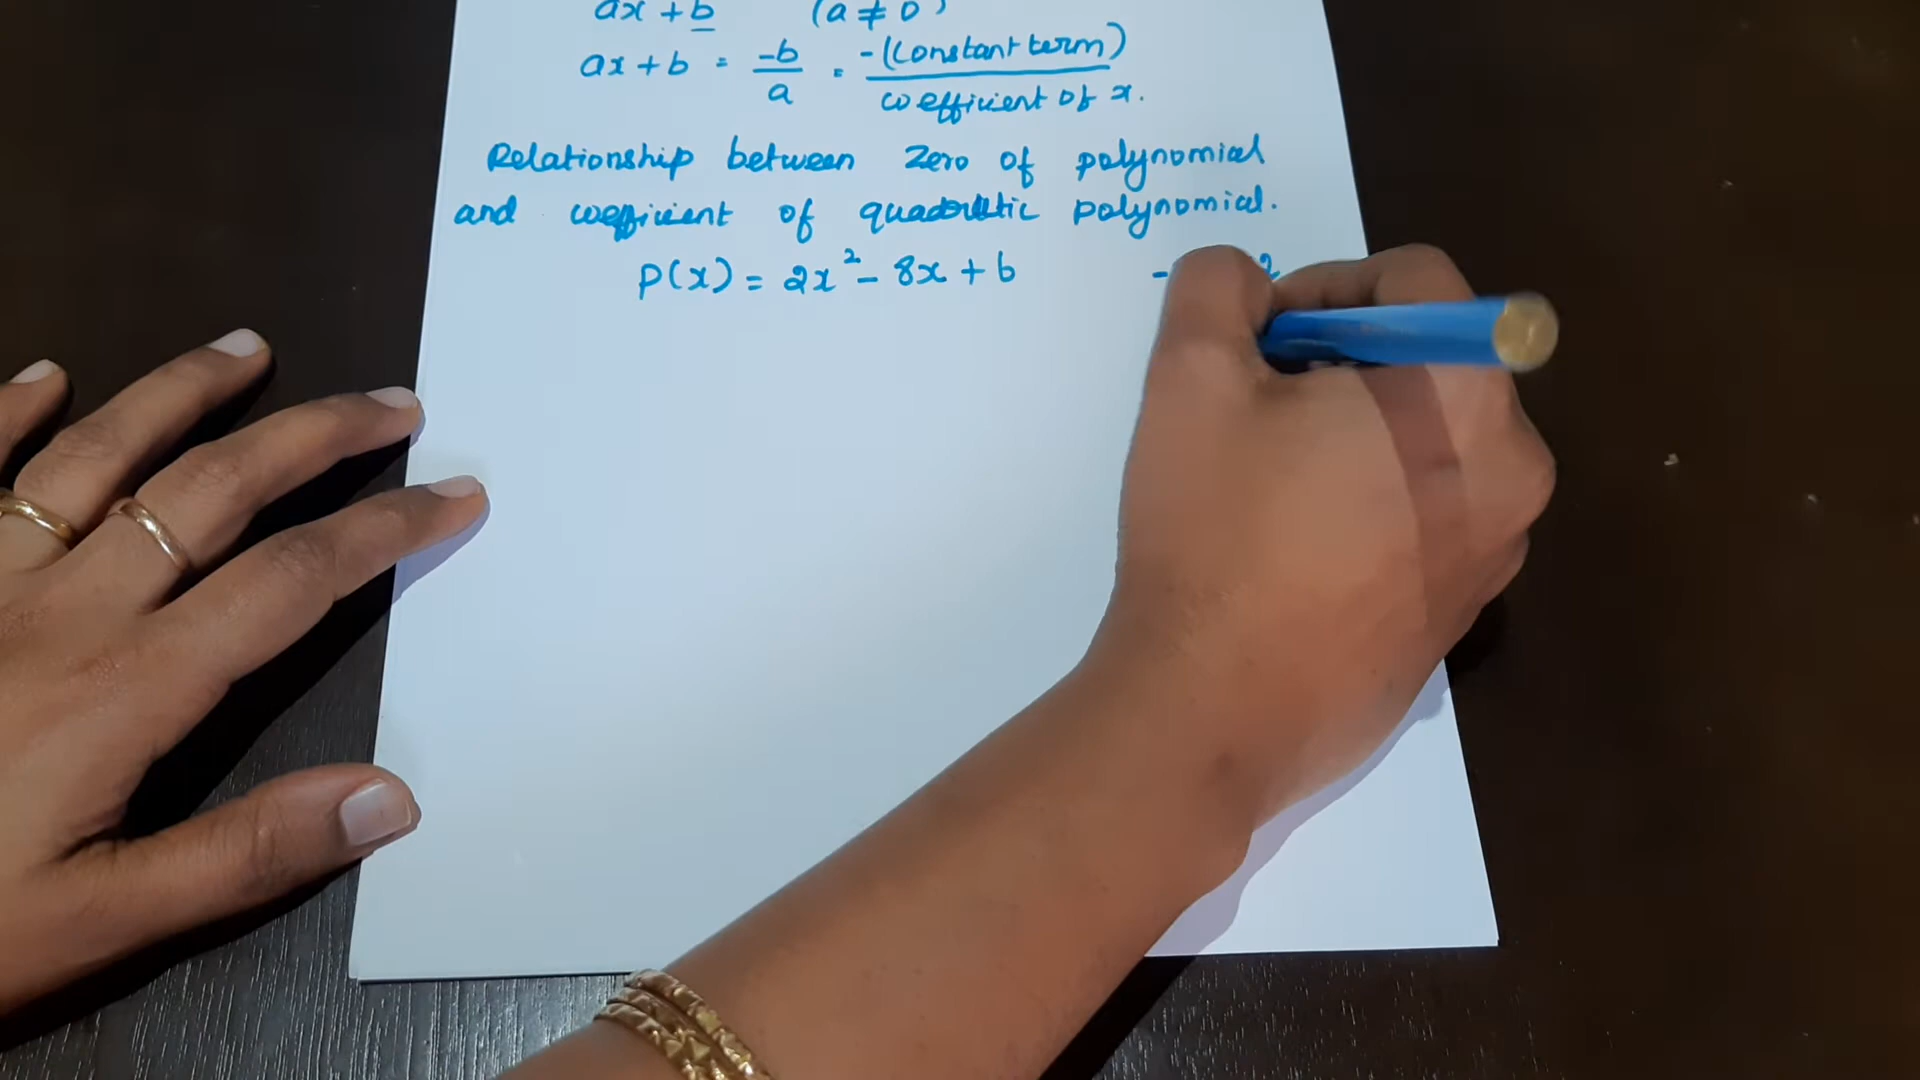 ax + b (a ≠ 0)
ax + b = -b/a = -(constant term)/coefficient of x.
Relationship between Zero of polynomial
and coefficient of quadratic polynomial.
P(x) = 2x² - 8x + 6